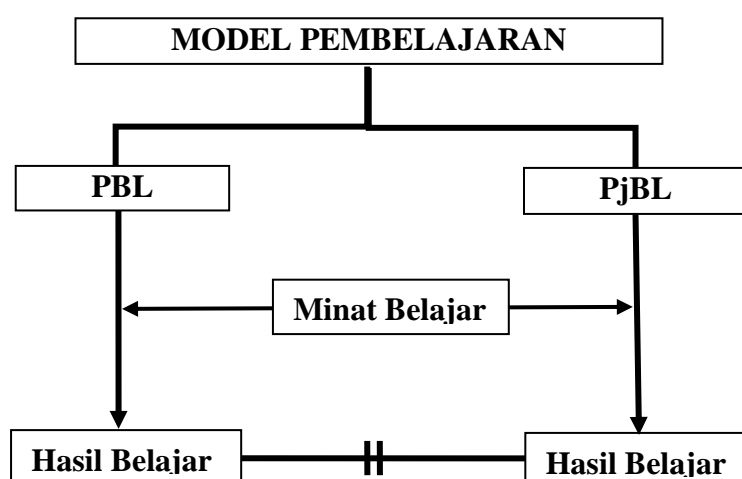 MODEL PEMBELAJARAN
PBL
PjBL
Minat Belajar
Hasil Belajar
Hasil Belajar